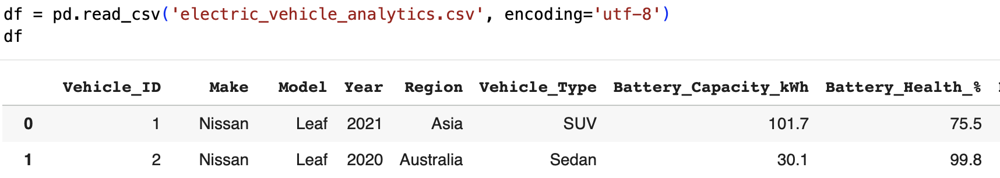 df = pd.read_csv('electric_vehicle_analytics.csv', encoding='utf-8')
df
Vehicle_ID Make Model Year Region Vehicle_Type Battery_Capacity_kWh Battery_Health_%
0 1 Nissan Leaf 2021 Asia SUV 101.7 75.5
1 2 Nissan Leaf 2020 Australia Sedan 30.1 99.8